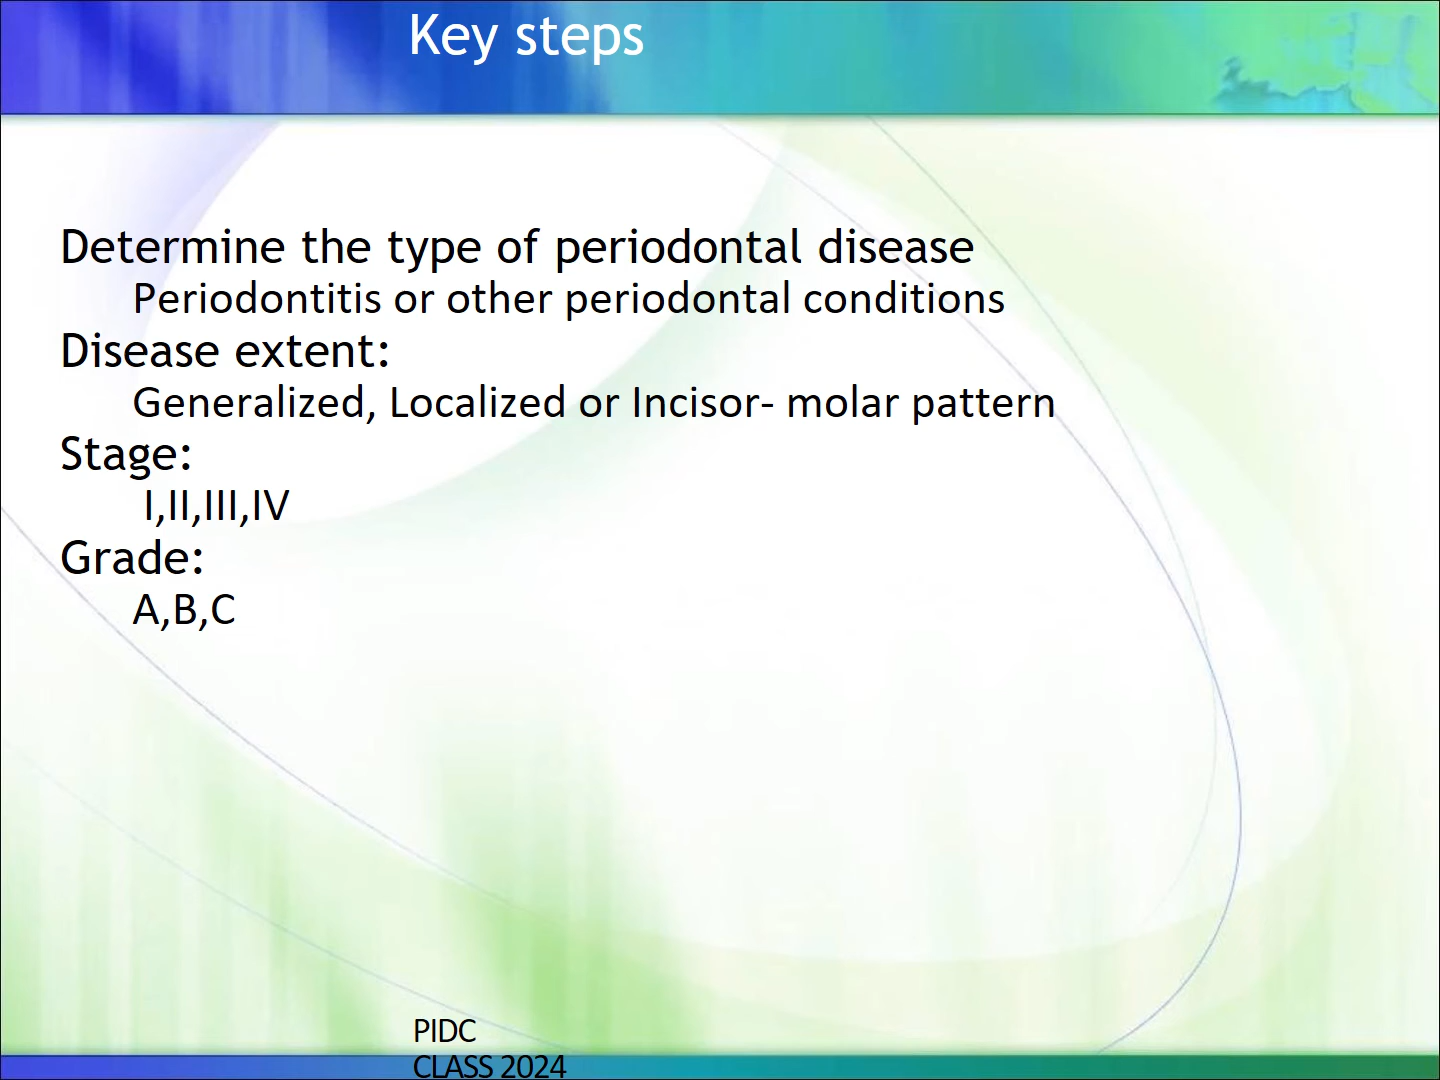 Key steps
Determine the type of periodontal disease
Periodontitis or other periodontal conditions
Disease extent:
Generalized, Localized or Incisor- molar pattern
Stage:
I,II,III,IV
Grade:
A,B,C
PIDC
CLASS 2024